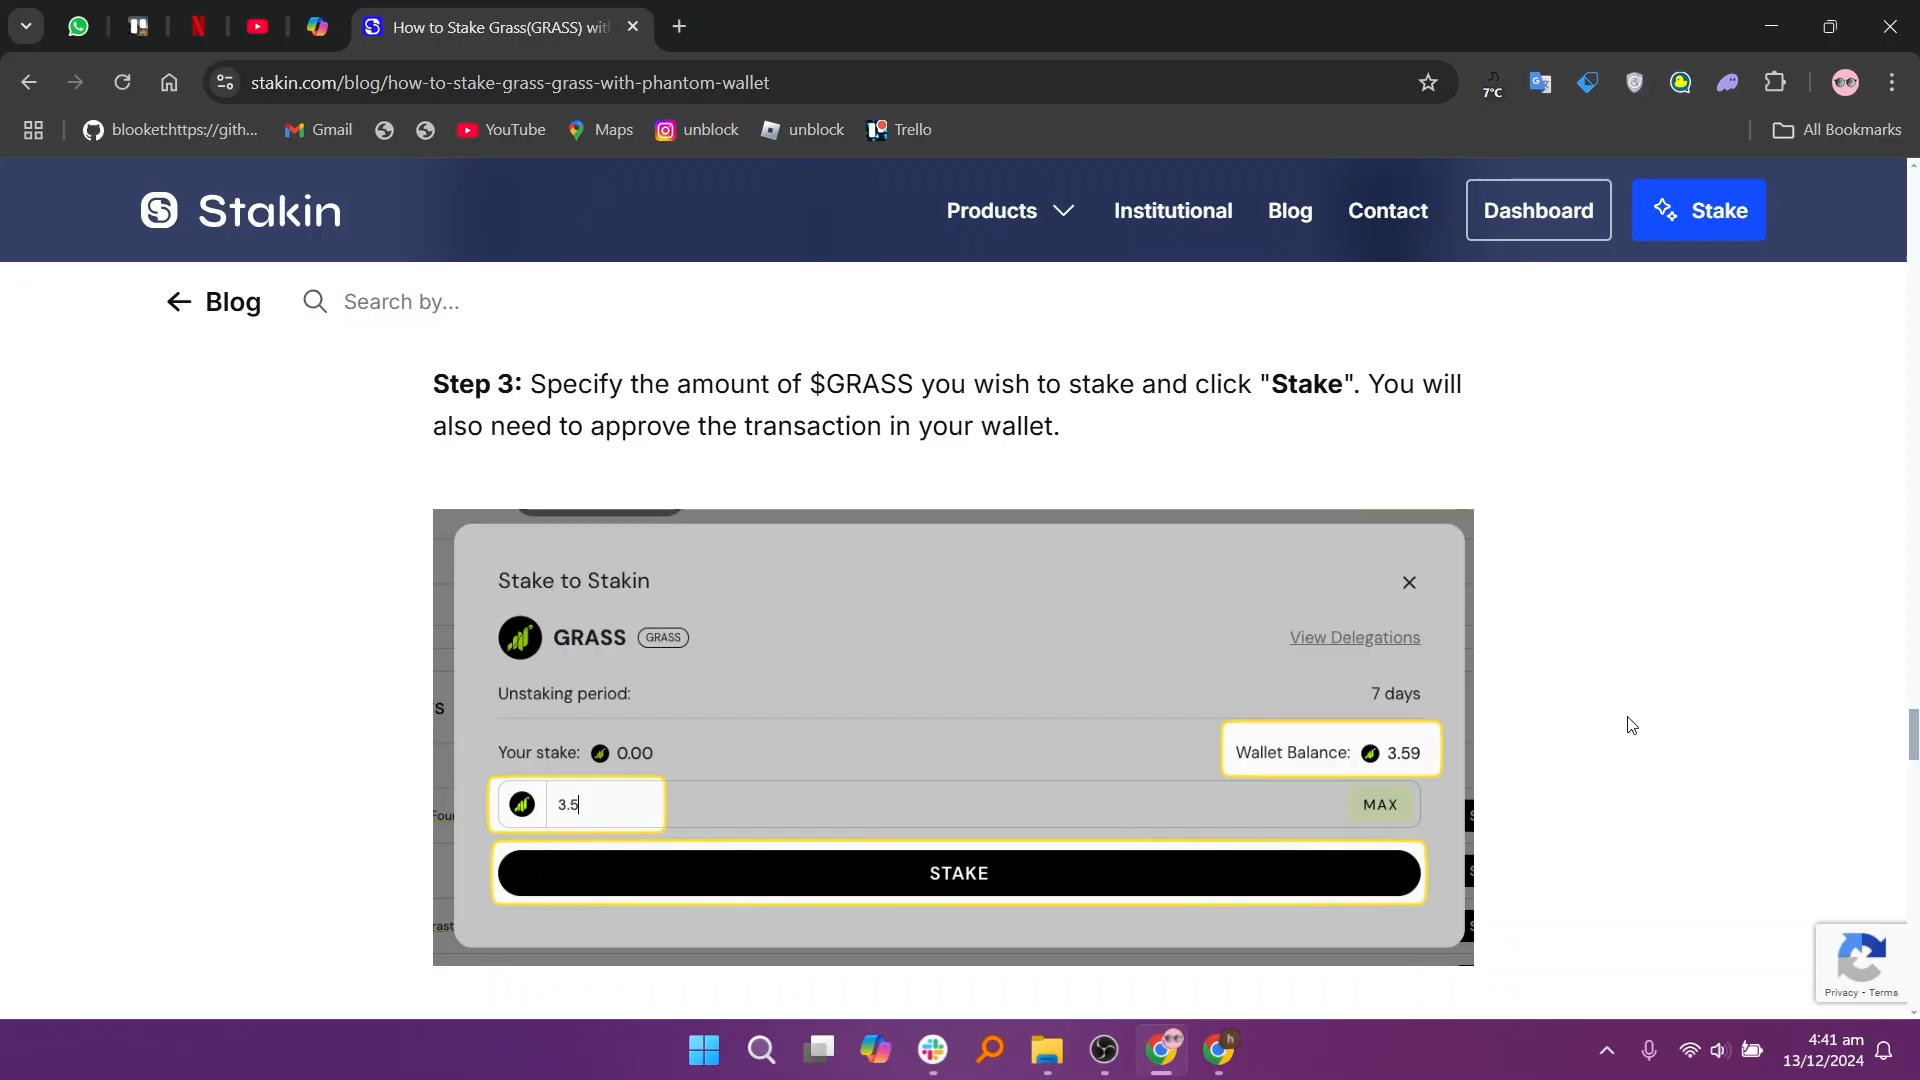 How to Stake Grass(GRASS) wit
stakin.com/blog/how-to-stake-grass-grass-with-phantom-wallet
7°C
blooket:https://gith...
Gmail
YouTube
Maps
unblock
unblock
Trello
All Bookmarks
Stakin
Products
Institutional
Blog
Contact
Dashboard
Stake
Blog
Search by...
Step 3: Specify the amount of $GRASS you wish to stake and click "Stake". You will
also need to approve the transaction in your wallet.
Stake to Stakin
GRASS GRASS
View Delegations
Unstaking period:
7 days
Your stake: 0.00
Wallet Balance: 3.59
3.5
MAX
STAKE
Privacy - Terms
4:41 am
13/12/2024